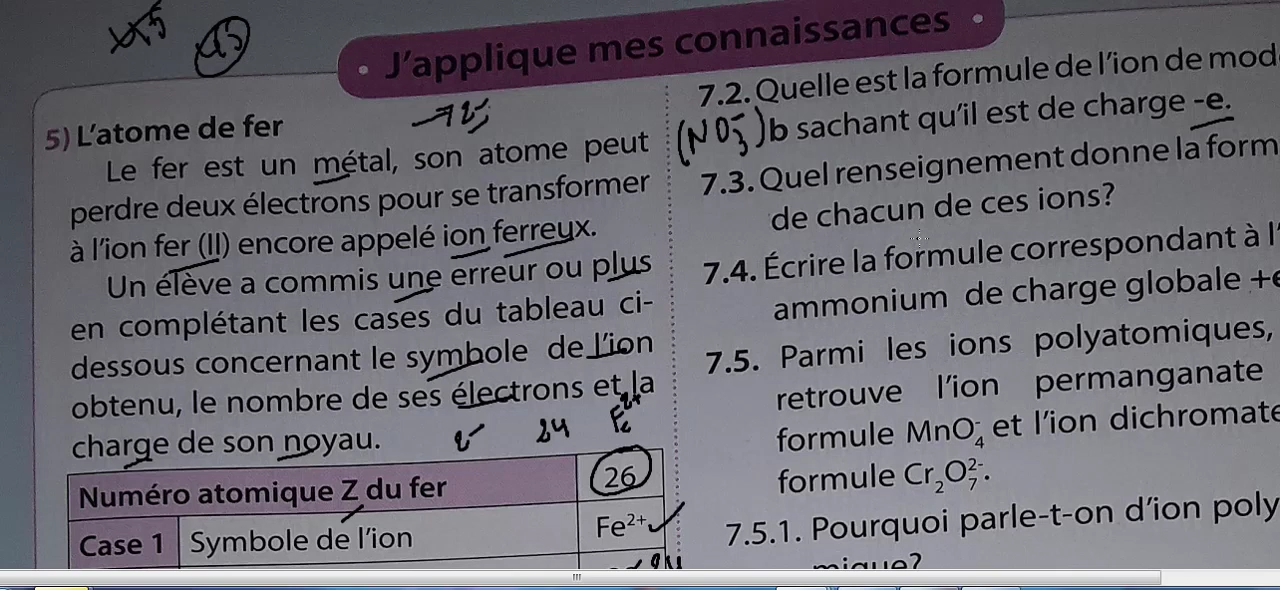 J'applique mes connaissances
5) L'atome de fer
Le fer est un métal, son atome peut
perdre deux électrons pour se transformer
à l'ion fer (II) encore appelé ion ferreux.
Un élève a commis une erreur ou plus
en complétant les cases du tableau ci-
dessous concernant le symbole de l'ion
obtenu, le nombre de ses électrons et la
charge de son noyau.
24 Fe2+
Numéro atomique Z du fer 26
Case 1 Symbole de l'ion Fe²⁺
7.2. Quelle est la formule de l'ion de mod
(NO₃⁻) b sachant qu'il est de charge -e.
7.3. Quel renseignement donne la form
de chacun de ces ions?
7.4. Écrire la formule correspondant à l'
ammonium de charge globale +e
7.5. Parmi les ions polyatomiques,
retrouve l'ion permanganate
formule MnO₄⁻ et l'ion dichromate
formule Cr₂O₇²⁻.
7.5.1. Pourquoi parle-t-on d'ion poly
mique?